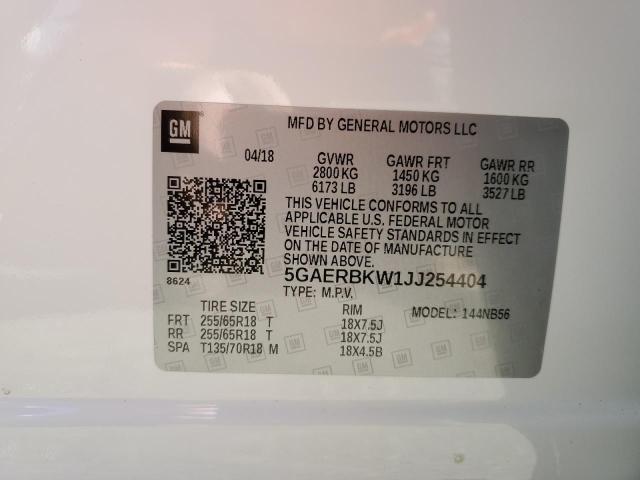 GM
MFD BY GENERAL MOTORS LLC
04/18 GVWR GAWR FRT GAWR RR
2800 KG 1450 KG 1600 KG
6173 LB 3196 LB 3527 LB
THIS VEHICLE CONFORMS TO ALL
APPLICABLE U.S. FEDERAL MOTOR
VEHICLE SAFETY STANDARDS IN EFFECT
ON THE DATE OF MANUFACTURE
SHOWN ABOVE.
8624
5GAERBKW1JJ254404
TYPE: M.P.V.
TIRE SIZE RIM MODEL: 144NB56
FRT 255/65R18 T 18X7.5J
RR 255/65R18 T 18X7.5J
SPA T135/70R18 M 18X4.5B